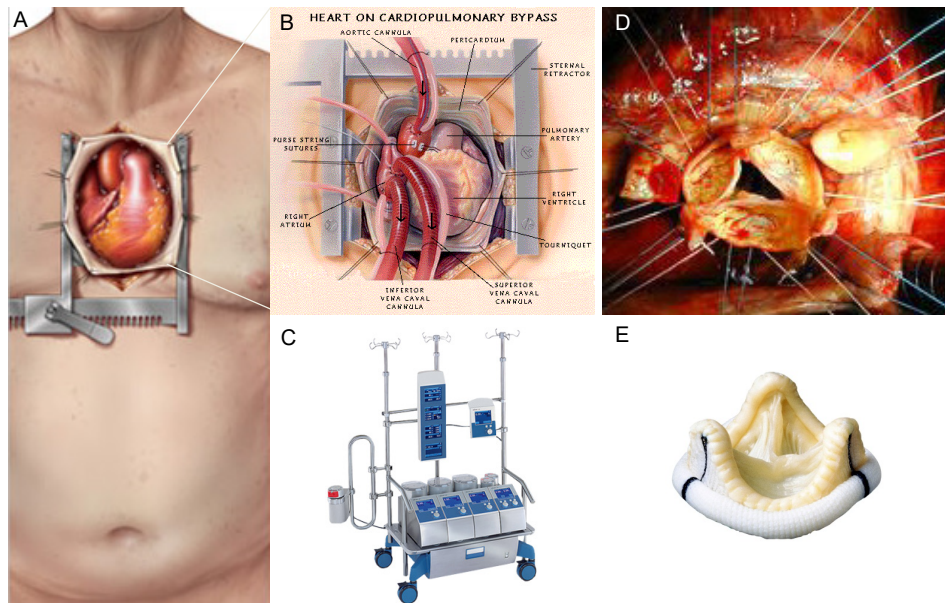 A
B
HEART ON CARDIOPULMONARY BYPASS
AORTIC CANNULA
PERICARDIUM
STERNAL
RETRACTOR
PURSE STRING
SUTURES
PULMONARY
ARTERY
RIGHT
ATRIUM
RIGHT
VENTRICLE
TOURNIQUET
INFERIOR
VENA CAVAL
CANNULA
SUPERIOR
VENA CAVAL
CANNULA
C
D
E